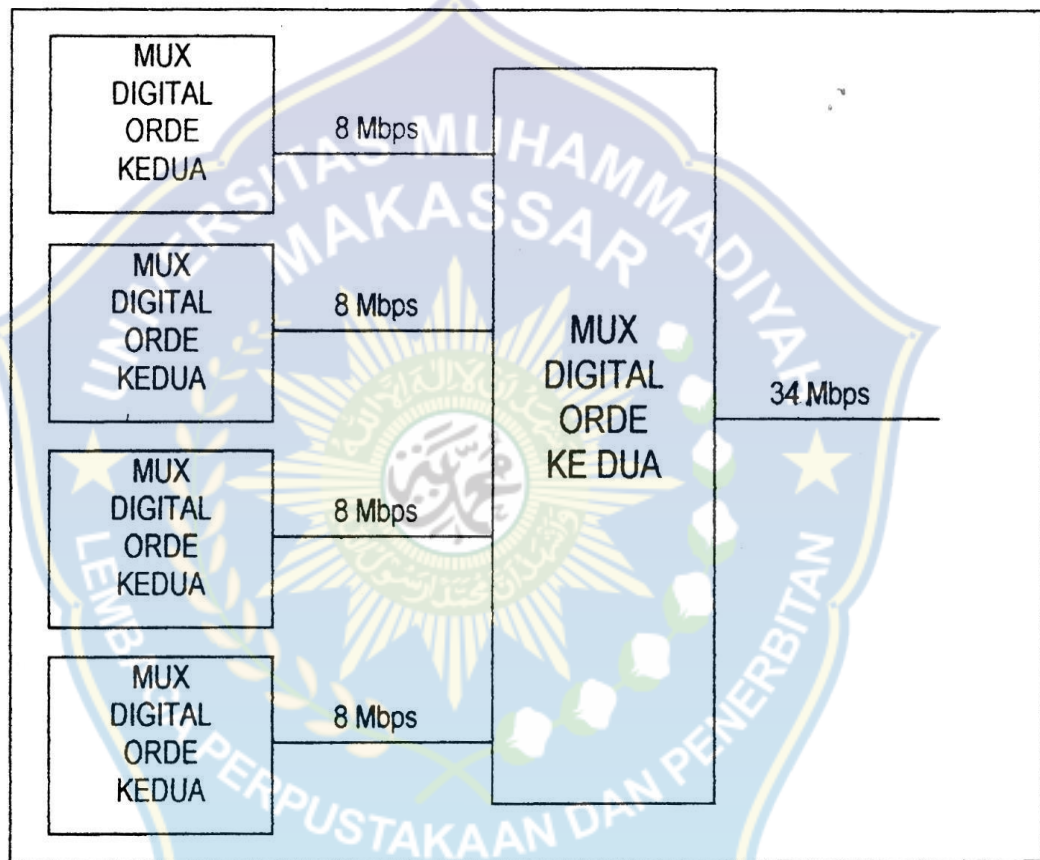 MUX
DIGITAL
ORDE
KEDUA
8 Mbps
MUX
DIGITAL
ORDE
KEDUA
8 Mbps
MUX
DIGITAL
ORDE
KEDUA
8 Mbps
MUX
DIGITAL
ORDE
KEDUA
8 Mbps
MUX
DIGITAL
ORDE
KE DUA
34 Mbps
UNIVERSITAS MUHAMMADIYAH
MAKASSAR
LEMBAGA PERPUSTAKAAN DAN PENERBITAN